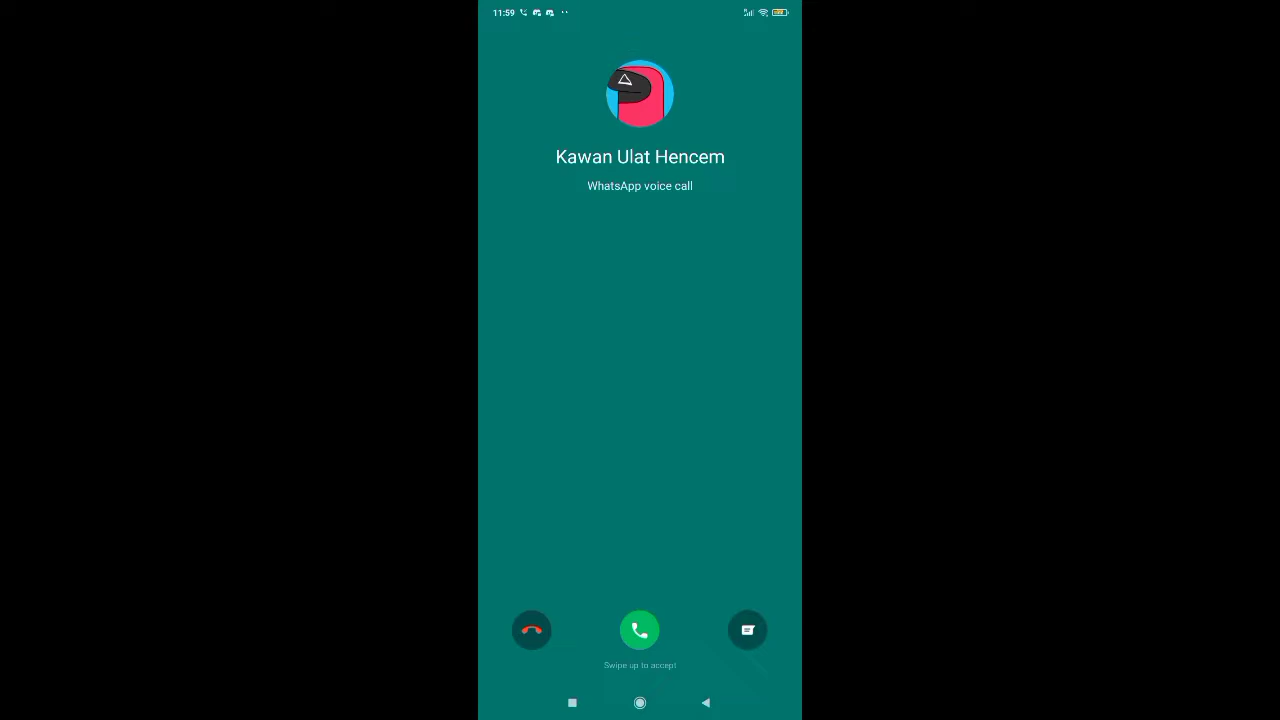 11:59
Kawan Ulat Hencem
WhatsApp voice call
Swipe up to accept